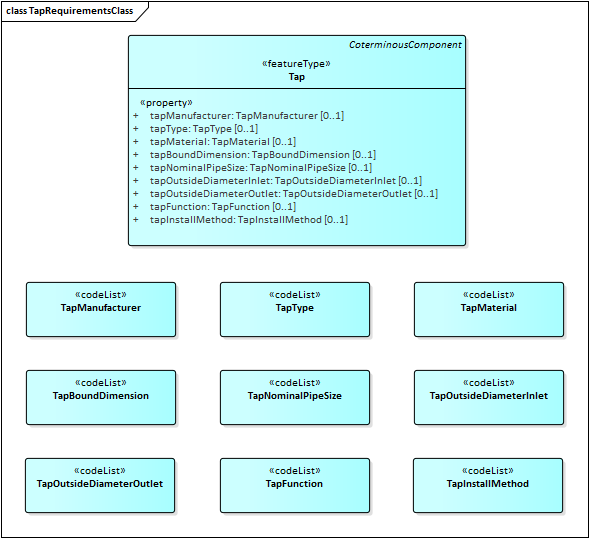 class TapRequirementsClass
CoterminousComponent
«featureType»
Tap
«property»
+ tapManufacturer: TapManufacturer [0..1]
+ tapType: TapType [0..1]
+ tapMaterial: TapMaterial [0..1]
+ tapBoundDimension: TapBoundDimension [0..1]
+ tapNominalPipeSize: TapNominalPipeSize [0..1]
+ tapOutsideDiameterInlet: TapOutsideDiameterInlet [0..1]
+ tapOutsideDiameterOutlet: TapOutsideDiameterOutlet [0..1]
+ tapFunction: TapFunction [0..1]
+ tapInstallMethod: TapInstallMethod [0..1]
«codeList»
TapManufacturer
«codeList»
TapType
«codeList»
TapMaterial
«codeList»
TapBoundDimension
«codeList»
TapNominalPipeSize
«codeList»
TapOutsideDiameterInlet
«codeList»
TapOutsideDiameterOutlet
«codeList»
TapFunction
«codeList»
TapInstallMethod